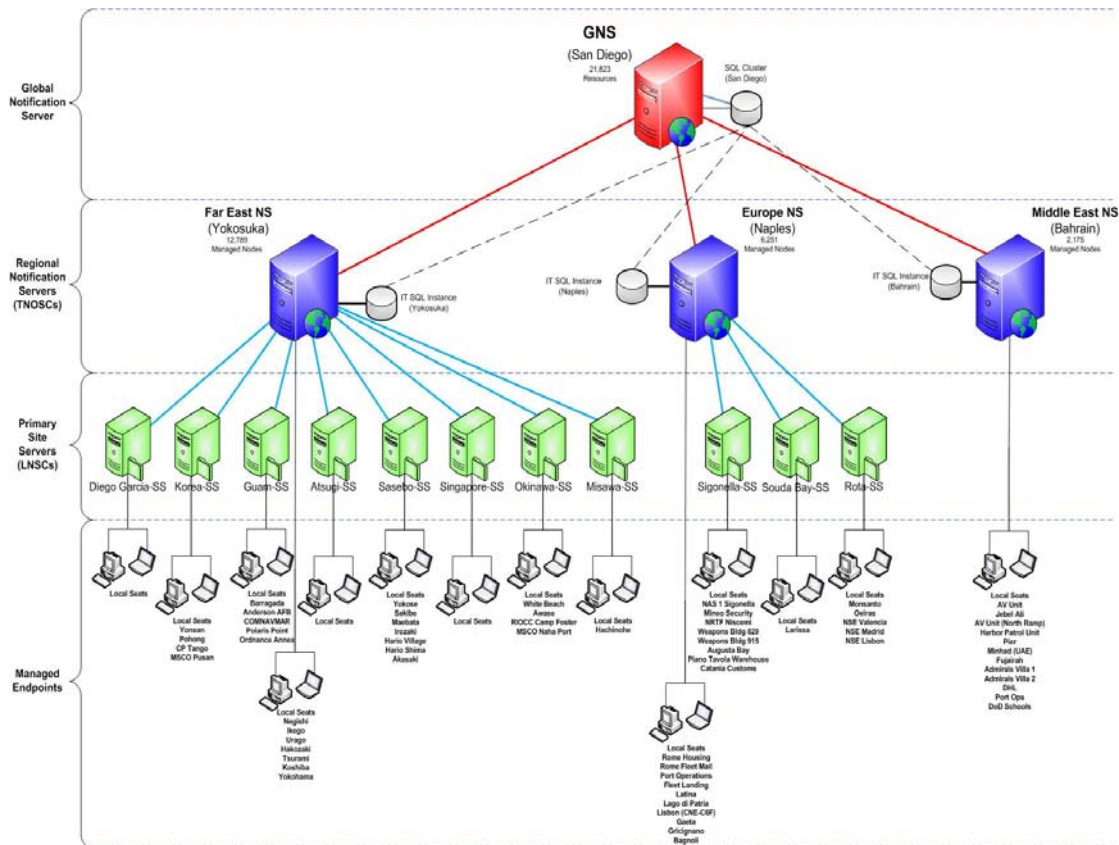 GNS
(San Diego)
21,823
Resources
SQL Cluster
(San Diego)
Global
Notification
Server
Far East NS
(Yokosuka)
12,789
Managed Nodes
Europe NS
(Naples)
6,251
Managed Nodes
Middle East NS
(Bahrain)
2,175
Managed Nodes
Regional
Notification
Servers
(TNOSCs)
IT SQL Instance
(Yokosuka)
IT SQL Instance
(Naples)
IT SQL Instance
(Bahrain)
Primary
Site
Servers
(LNSCs)
Diego Garcia-SS
Korea-SS
Guam-SS
Atsugi-SS
Sasebo-SS
Singapore-SS
Okinawa-SS
Misawa-SS
Sigonella-SS
Souda Bay-SS
Rota-SS
Managed
Endpoints
Local Seats
Local Seats
Yonsan
Pohong
CP Tango
MSCO Pusan
Local Seats
Barragada
Anderson AFB
COMNAVMAR
Polaris Point
Ordnance Annex
Local Seats
Negishi
Ikego
Urago
Hakozaki
Tsurami
Koshiba
Yokohama
Local Seats
Local Seats
Yokose
Sakibe
Maebata
Irozaki
Hario Village
Hario Shima
Akasaki
Local Seats
Local Seats
White Beach
Awase
RIOCC Camp Foster
MSCO Naha Port
Local Seats
Hachinohe
Local Seats
Rome Housing
Rome Fleet Mail
Port Operations
Fleet Landing
Latina
Lago di Patria
Lisbon (CNE-C6F)
Gaeta
Gricignano
Bagnoli
Local Seats
NAS 1 Sigonella
Mineo Security
NRTF Niscemi
Weapons Bldg 829
Weapons Bldg 915
Augusta Bay
Piano Tavola Warehouse
Catania Customs
Local Seats
Larissa
Local Seats
Monsanto
Oeiras
NSE Valencia
NSE Madrid
NSE Lisbon
Local Seats
AV Unit
Jebel Ali
AV Unit (North Ramp)
Harbor Patrol Unit
Pier
Minhad (UAE)
Fujairah
Admirals Villa 1
Admirals Villa 2
DHL
Port Ops
DoD Schools